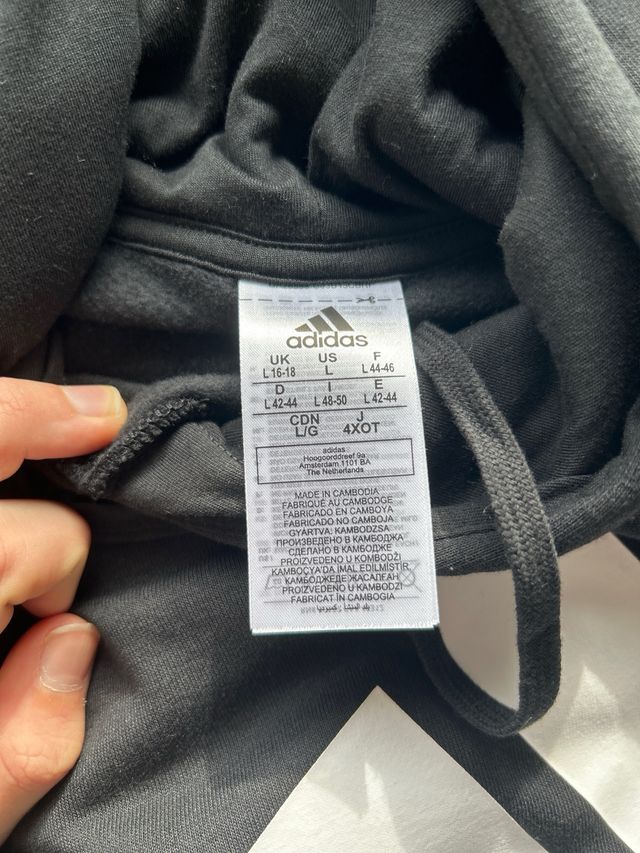 adidas
UK US F
L 16-18 L L 44-46
D I E
L 42-44 L 48-50 L 42-44
CDN J
L/G 4XOT
adidas
Hoogoorddreef 9a
Amsterdam 1101 BA
The Netherlands
MADE IN CAMBODIA
FABRIQUÉ AU CAMBODGE
FABRICADO EN CAMBOYA
FABRICADO NO CAMBOJA
GYÁRTVA: KAMBODZSA
ПРОИЗВЕДЕНО В КАМБОДЖА
СДЕЛАНО В КАМБОДЖЕ
PROIZVEDENO U KOMBODŽI
KAMBOÇYA'DA İMAL EDİLMİŞTİR
КАМБОДЖЕДЕ ЖАСАЛҒАН
PROIZVEDENO U KAMBODŽI
FABRICAT ÎN CAMBOGIA